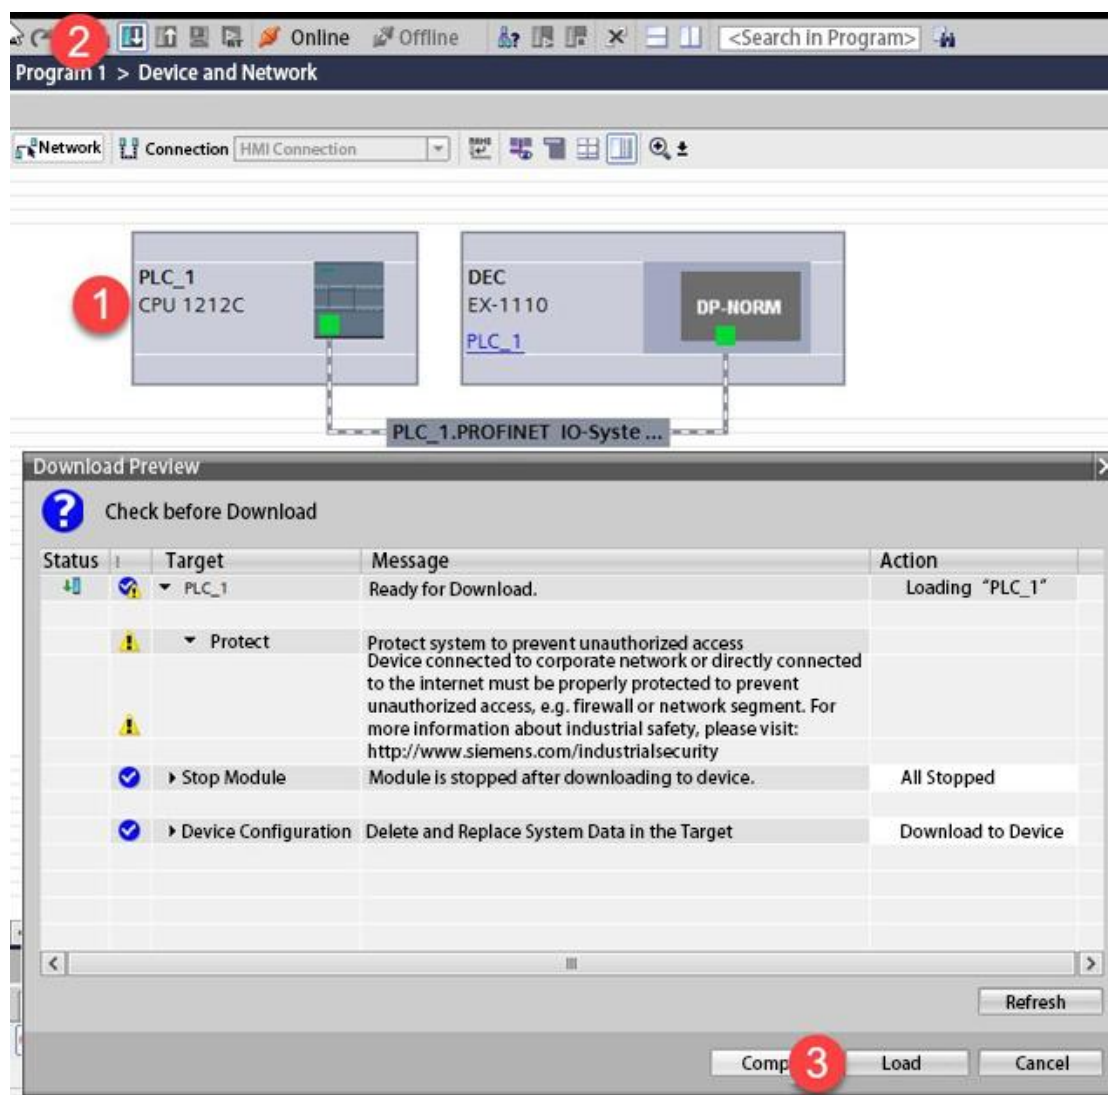 2 Online Offline <Search in Program>
Program 1 > Device and Network
Network Connection HMI Connection
PLC_1
1 CPU 1212C
DEC
EX-1110
PLC_1
DP-NORM
PLC_1.PROFINET IO-Syste ...
Download Preview
? Check before Download
Status ! Target Message Action
PLC_1 Ready for Download. Loading “PLC_1”
Protect Protect system to prevent unauthorized access
Device connected to corporate network or directly connected
to the internet must be properly protected to prevent
unauthorized access, e.g. firewall or network segment. For
more information about industrial safety, please visit:
http://www.siemens.com/industrialsecurity
Stop Module Module is stopped after downloading to device. All Stopped
Device Configuration Delete and Replace System Data in the Target Download to Device
Refresh
Comp 3 Load Cancel